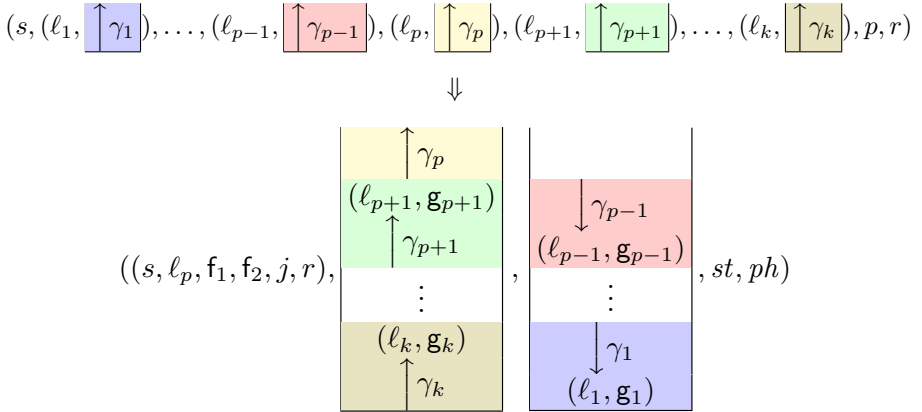 (s, (ℓ₁, ↑ γ₁), …, (ℓₚ₋₁, ↑ γₚ₋₁), (ℓₚ, ↑ γₚ), (ℓₚ₊₁, ↑ γₚ₊₁), …, (ℓₖ, ↑ γₖ), p, r)
⇓
↑ γₚ
(ℓₚ₊₁, gₚ₊₁) ↓ γₚ₋₁
↑ γₚ₊₁ (ℓₚ₋₁, gₚ₋₁)
((s, ℓₚ, f₁, f₂, j, r), ⋮ , ⋮ , st, ph)
(ℓₖ, gₖ) ↓ γ₁
↑ γₖ (ℓ₁, g₁)